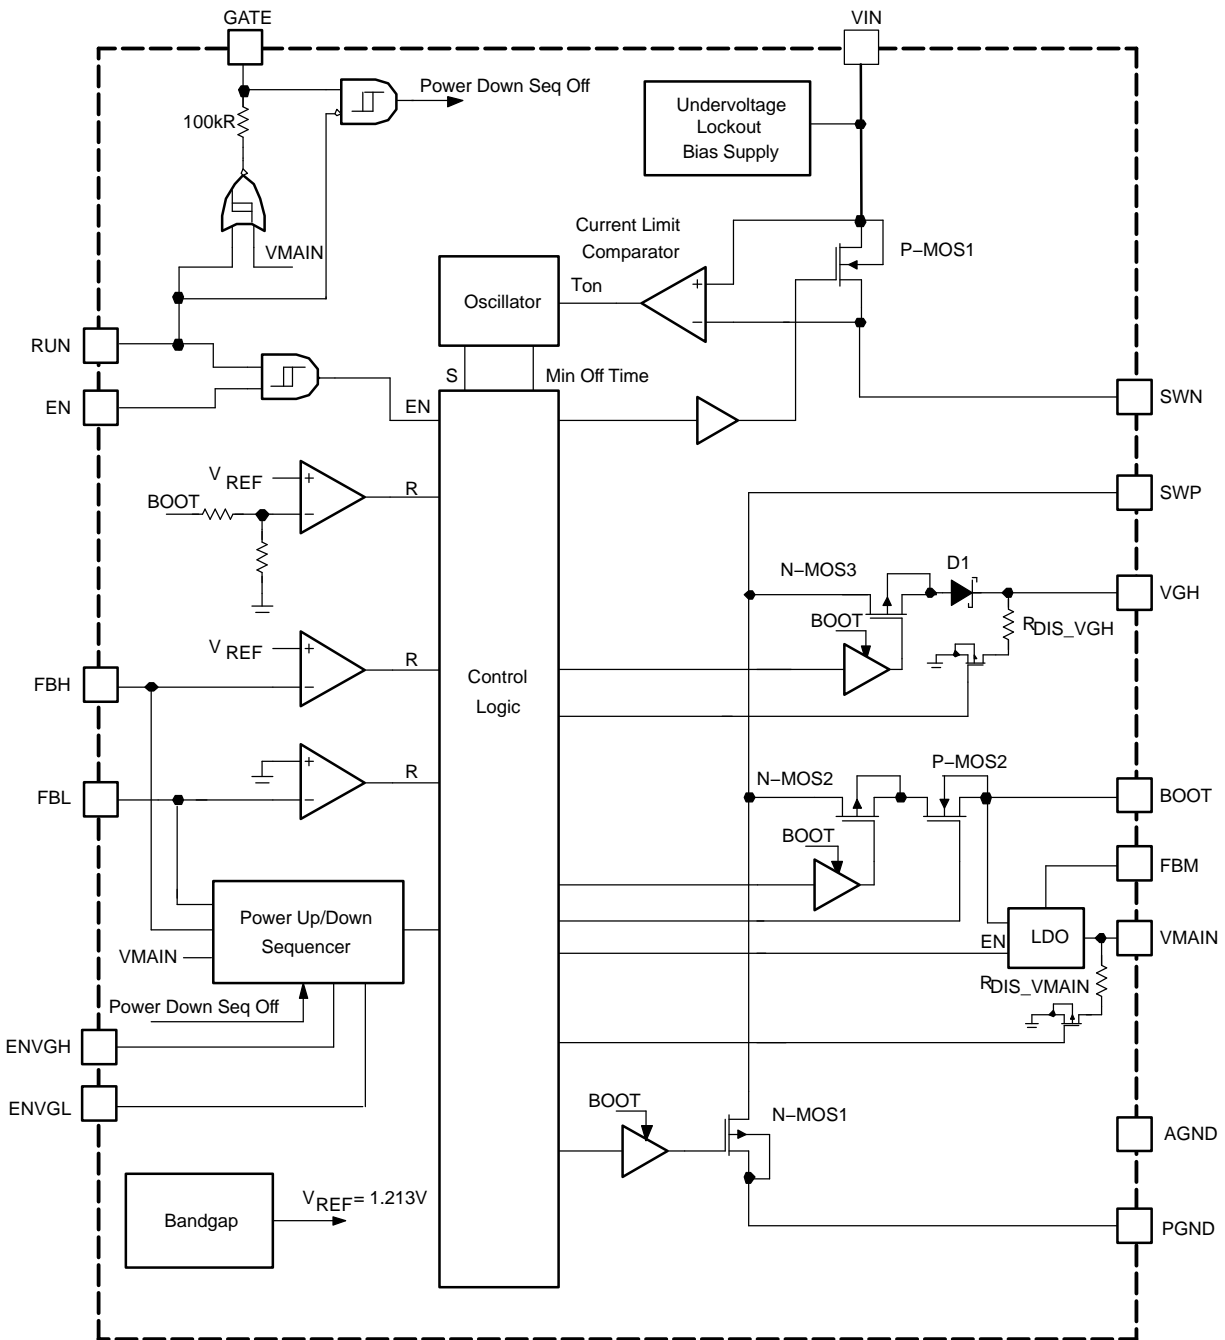 GATE
VIN
Power Down Seq Off
100kR
Undervoltage
Lockout
Bias Supply
VMAIN
Current Limit
Comparator
P–MOS1
Oscillator
Ton
+
–
RUN
EN
S
Min Off Time
EN
SWN
V REF
+
–
BOOT
R
SWP
N–MOS3
D1
VGH
BOOT
RDIS_VGH
V REF
+
–
R
FBH
Control
Logic
FBL
+
–
R
N–MOS2
P–MOS2
BOOT
BOOT
FBM
Power Up/Down
Sequencer
VMAIN
EN
LDO
VMAIN
RDIS_VMAIN
Power Down Seq Off
ENVGH
ENVGL
BOOT
N–MOS1
AGND
Bandgap
VREF= 1.213V
PGND